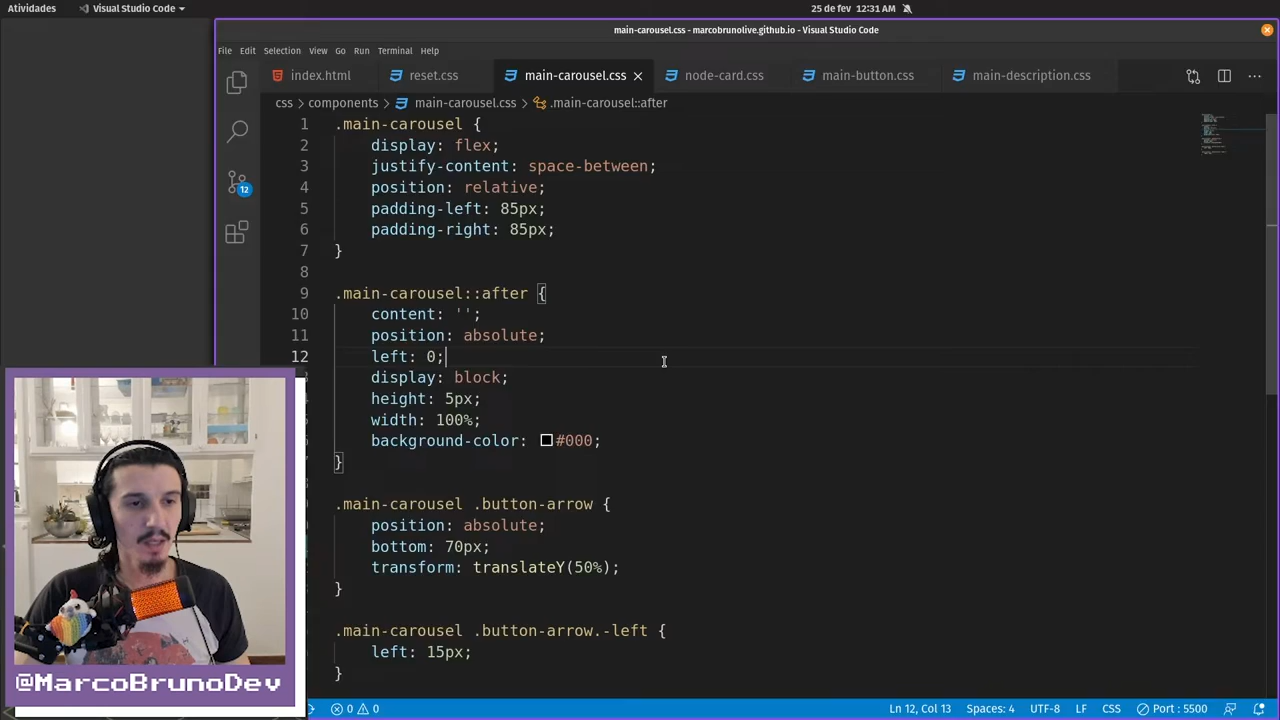 Atividades
Visual Studio Code
25 de fev 12:31 AM
main-carousel.css - marcobrunolive.github.io - Visual Studio Code
File Edit Selection View Go Run Terminal Help
index.html
reset.css
main-carousel.css
node-card.css
main-button.css
main-description.css
css > components > main-carousel.css > .main-carousel::after
1 .main-carousel {
2 display: flex;
3 justify-content: space-between;
4 position: relative;
5 padding-left: 85px;
6 padding-right: 85px;
7 }
8
9 .main-carousel::after {
10 content: '';
11 position: absolute;
12 left: 0;
display: block;
height: 5px;
width: 100%;
background-color: #000;
}
.main-carousel .button-arrow {
position: absolute;
bottom: 70px;
transform: translateY(50%);
}
.main-carousel .button-arrow.-left {
left: 15px;
}
12
@MarcoBrunoDev
0 0
Ln 12, Col 13 Spaces: 4 UTF-8 LF CSS Port : 5500